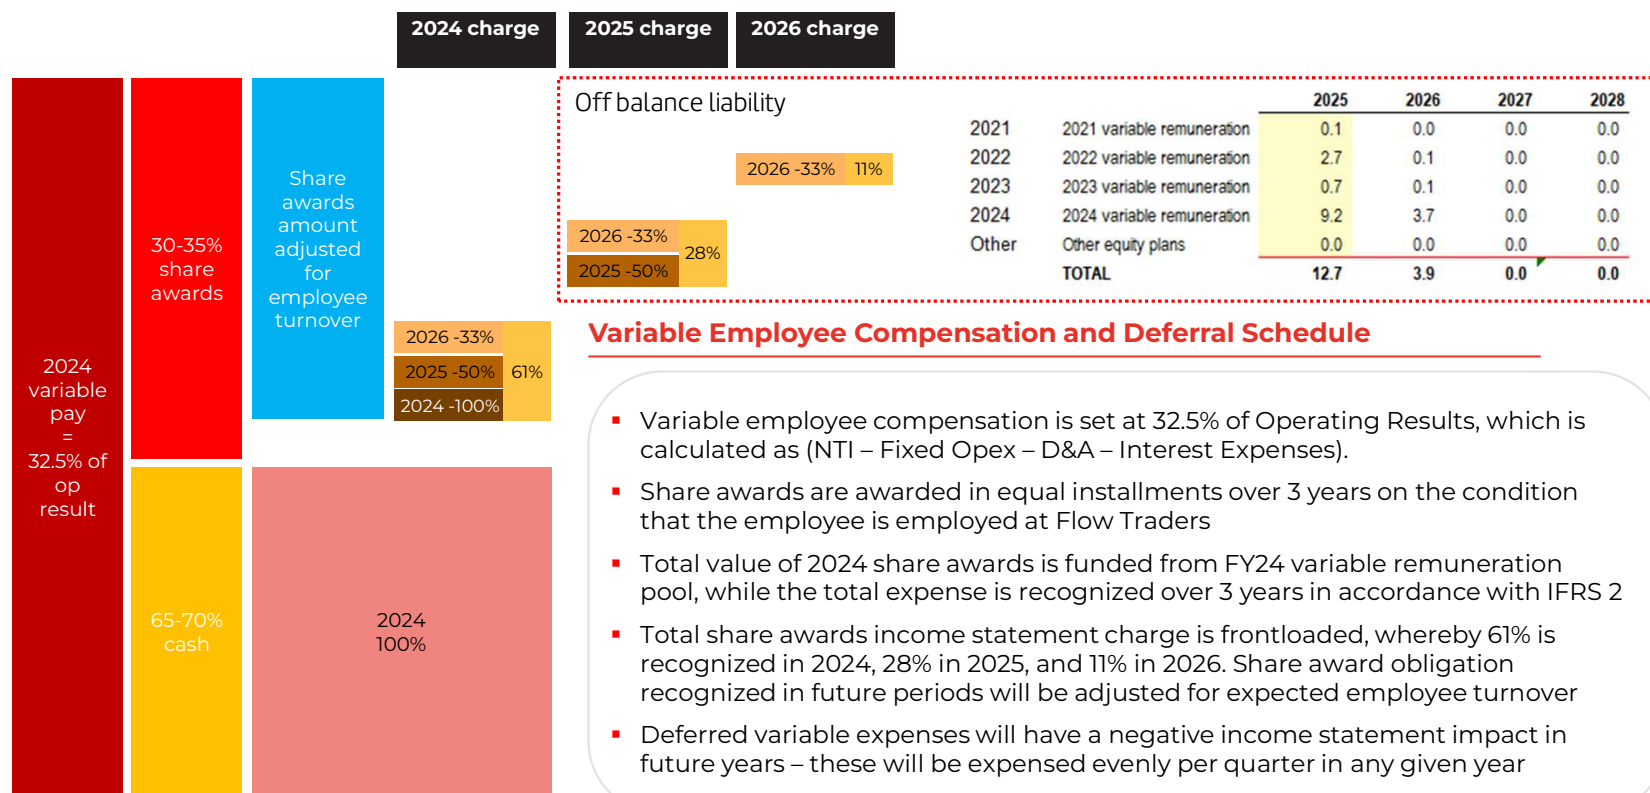 2024 charge
2025 charge
2026 charge
2024
variable
pay
=
32.5% of
op
result
30-35%
share
awards
65-70%
cash
Share
awards
amount
adjusted
for
employee
turnover
2024
100%
2026 -33%
2025 -50%
2024 -100%
61%
Off balance liability
2026 -33%
2025 -50%
28%
2026 -33%
11%
2025 2026 2027 2028
2021 2021 variable remuneration 0.1 0.0 0.0 0.0
2022 2022 variable remuneration 2.7 0.1 0.0 0.0
2023 2023 variable remuneration 0.7 0.1 0.0 0.0
2024 2024 variable remuneration 9.2 3.7 0.0 0.0
Other Other equity plans 0.0 0.0 0.0 0.0
TOTAL 12.7 3.9 0.0 0.0
Variable Employee Compensation and Deferral Schedule
▪ Variable employee compensation is set at 32.5% of Operating Results, which is
calculated as (NTI – Fixed Opex – D&A – Interest Expenses).
▪ Share awards are awarded in equal installments over 3 years on the condition
that the employee is employed at Flow Traders
▪ Total value of 2024 share awards is funded from FY24 variable remuneration
pool, while the total expense is recognized over 3 years in accordance with IFRS 2
▪ Total share awards income statement charge is frontloaded, whereby 61% is
recognized in 2024, 28% in 2025, and 11% in 2026. Share award obligation
recognized in future periods will be adjusted for expected employee turnover
▪ Deferred variable expenses will have a negative income statement impact in
future years – these will be expensed evenly per quarter in any given year